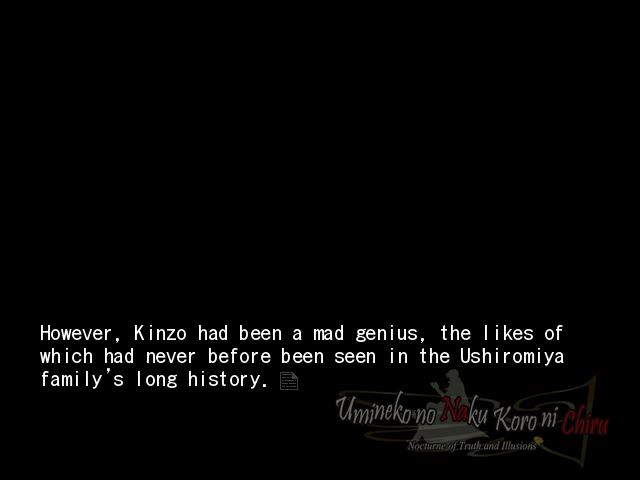 However, Kinzo had been a mad genius, the likes of
which had never before been seen in the Ushiromiya
family's long history.
Umineko no Naku Koro ni Chiru
Nocturne of Truth and Illusions